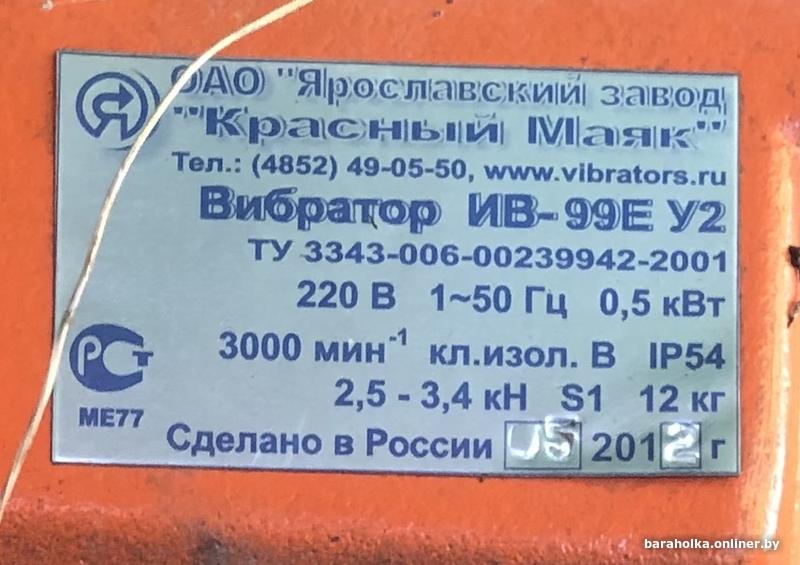 ОАО "Ярославский завод
"Красный Маяк"
Тел.: (4852) 49-05-50, www.vibrators.ru
Вибратор ИВ-99Е У2
ТУ 3343-006-00239942-2001
220 В 1~50 Гц 0,5 кВт
3000 мин-1 кл.изол. В IP54
РСТ
2,5 - 3,4 кН S1 12 кг
МЕ77
Сделано в России 05 2012 г
baraholka.onliner.by